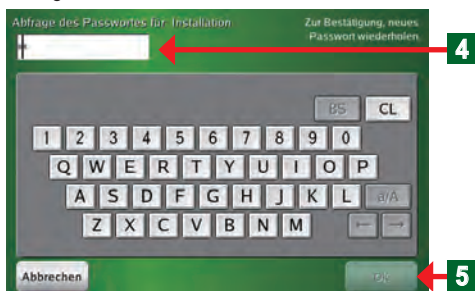 Abfrage des Passwortes für Installation
Zur Bestätigung, neues
Passwort wiederholen
4
BS CL
1 2 3 4 5 6 7 8 9 0
Q W E R T Y U I O P
A S D F G H J K L a/A
Z X C V B N M ← →
Abbrechen Ok 5